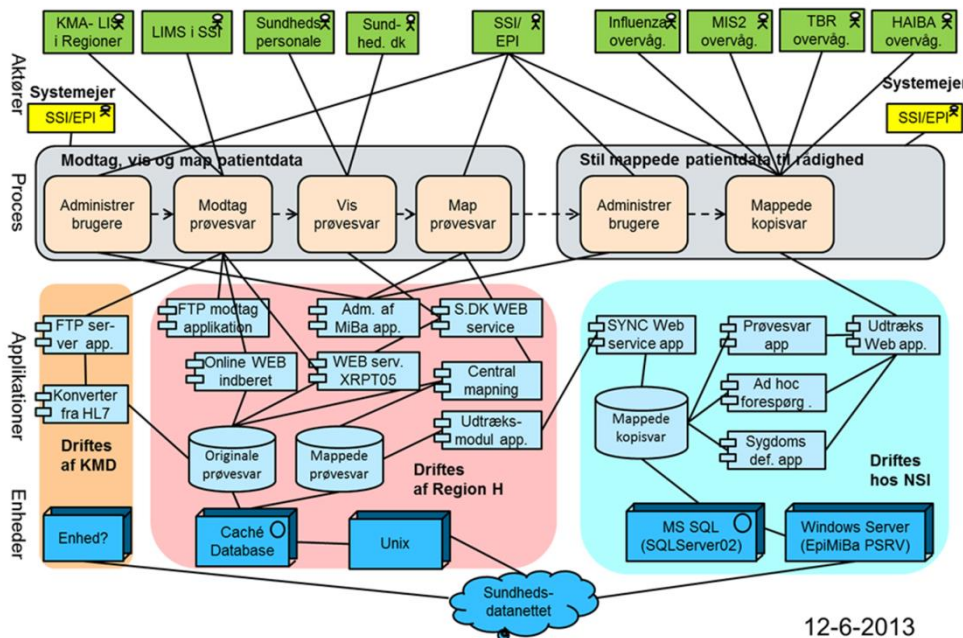 KMA- LIS
i Regioner
LIMS i SSI
Sundheds
personale
Sund-
hed. dk
SSI/
EPI
Influenza
overvåg.
MIS2
overvåg.
TBR
overvåg.
HAIBA
overvåg.
Aktører
Systemejer
SSI/EPI
Systemejer
SSI/EPI
Proces
Modtag, vis og map patientdata
Stil mappede patientdata til rådighed
Administrer
brugere
Modtag
prøvesvar
Vis
prøvesvar
Map
prøvesvar
Administrer
brugere
Mappede
kopisvar
Applikationer
FTP ser-
ver app.
Konverter
fra HL7
Driftes
af KMD
FTP modtag
applikation
Adm. af
MiBa app.
S.DK WEB
service
Online WEB
indberet
WEB serv.
XRPT05
Central
mapning
Udtræks-
modul app.
Originale
prøvesvar
Mappede
prøvesvar
Driftes
af Region H
SYNC Web
service app
Prøvesvar
app
Udtræks
Web app.
Mappede
kopisvar
Ad hoc
forespørg .
Sygdoms
def. app
Driftes
hos NSI
Enheder
Enhed?
Caché
Database
Unix
MS SQL
(SQLServer02)
Windows Server
(EpiMiBa PSRV)
Sundheds-
datanettet
12-6-2013